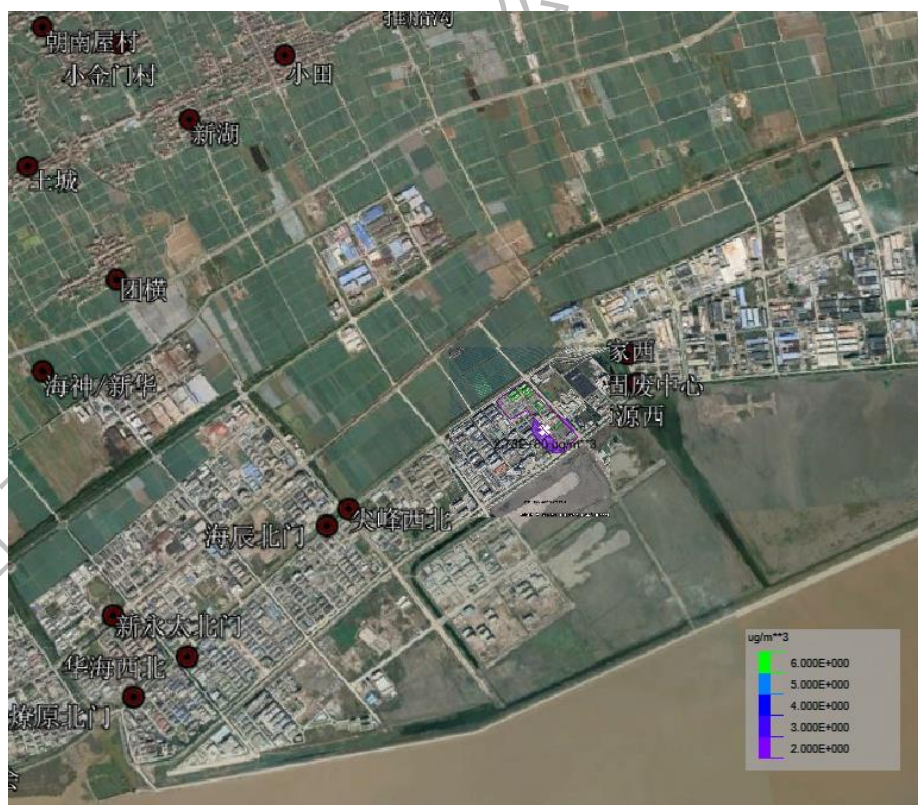 朝南屋村
小金门村
小田
新湖
土城
团横
海神/新华
家西
固废中心
源西
尖峰西北
海辰北门
新永太北门
华海西北
燎原北门
ug/m**3
6.000E+000
5.000E+000
4.000E+000
3.000E+000
2.000E+000